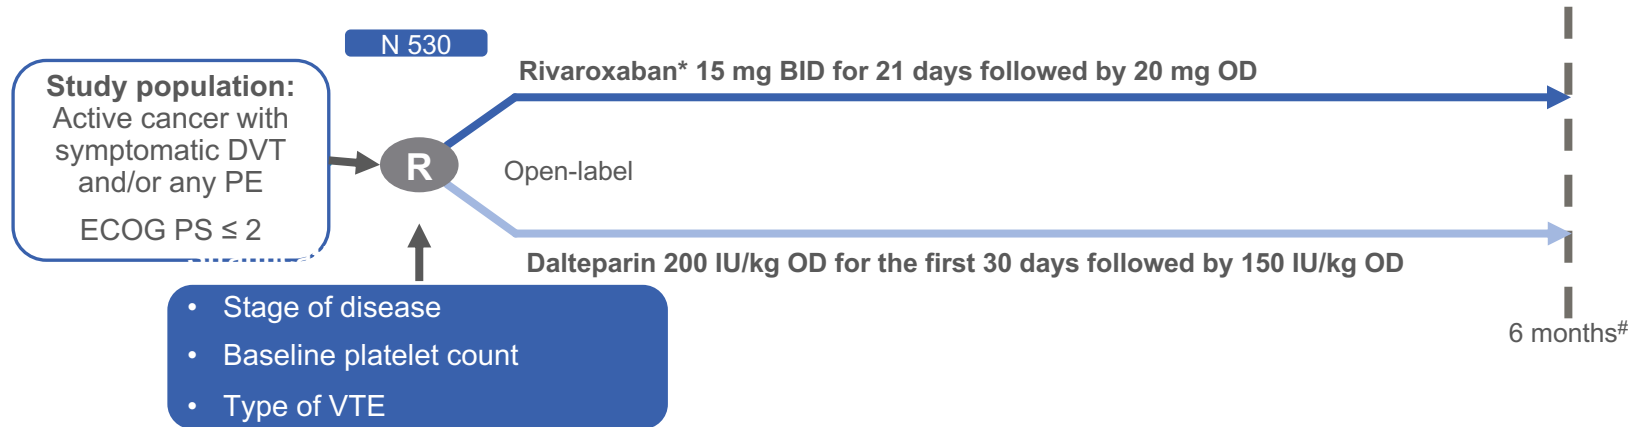 N 530
Study population:
Active cancer with
symptomatic DVT
and/or any PE
ECOG PS ≤ 2
R
Open-label
Rivaroxaban* 15 mg BID for 21 days followed by 20 mg OD
Dalteparin 200 IU/kg OD for the first 30 days followed by 150 IU/kg OD
6 months#
• Stage of disease
• Baseline platelet count
• Type of VTE